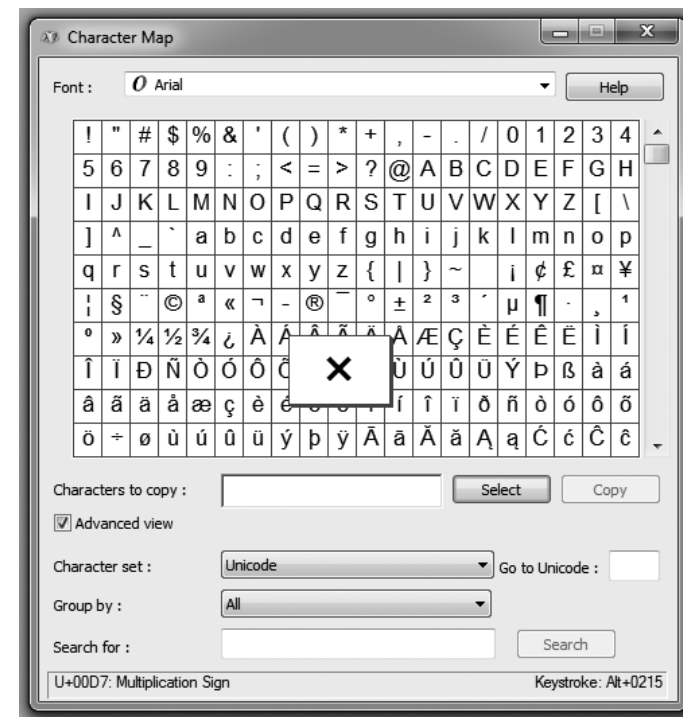 Character Map
Font : O Arial Help
! " # $ % & ' ( ) * + , - . / 0 1 2 3 4
5 6 7 8 9 : ; < = > ? @ A B C D E F G H
I J K L M N O P Q R S T U V W X Y Z [ \
] ^ _ ` a b c d e f g h i j k l m n o p
q r s t u v w x y z { | } ~ ¡ ¢ £ ¤ ¥
¦ § ¨ © ª « ¬ - ® ¯ ° ± ² ³ ´ µ ¶ · ¸ ¹
º » ¼ ½ ¾ ¿ À Á Â Ã Ä Å Æ Ç È É Ê Ë Ì Í
Î Ï Ð Ñ Ò Ó Ô Õ × Ù Ú Û Ü Ý Þ ß à á
â ã ä å æ ç è é í î ï ð ñ ò ó ô õ
ö ÷ ø ù ú û ü ý þ ÿ Ā ā Ă ă Ą ą Ć ć Ĉ ĉ
Characters to copy : Select Copy
Advanced view
Character set : Unicode Go to Unicode :
Group by : All
Search for : Search
U+00D7: Multiplication Sign Keystroke: Alt+0215